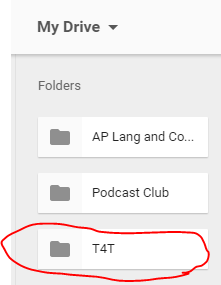 My Drive
Folders
AP Lang and Co...
Podcast Club
T4T